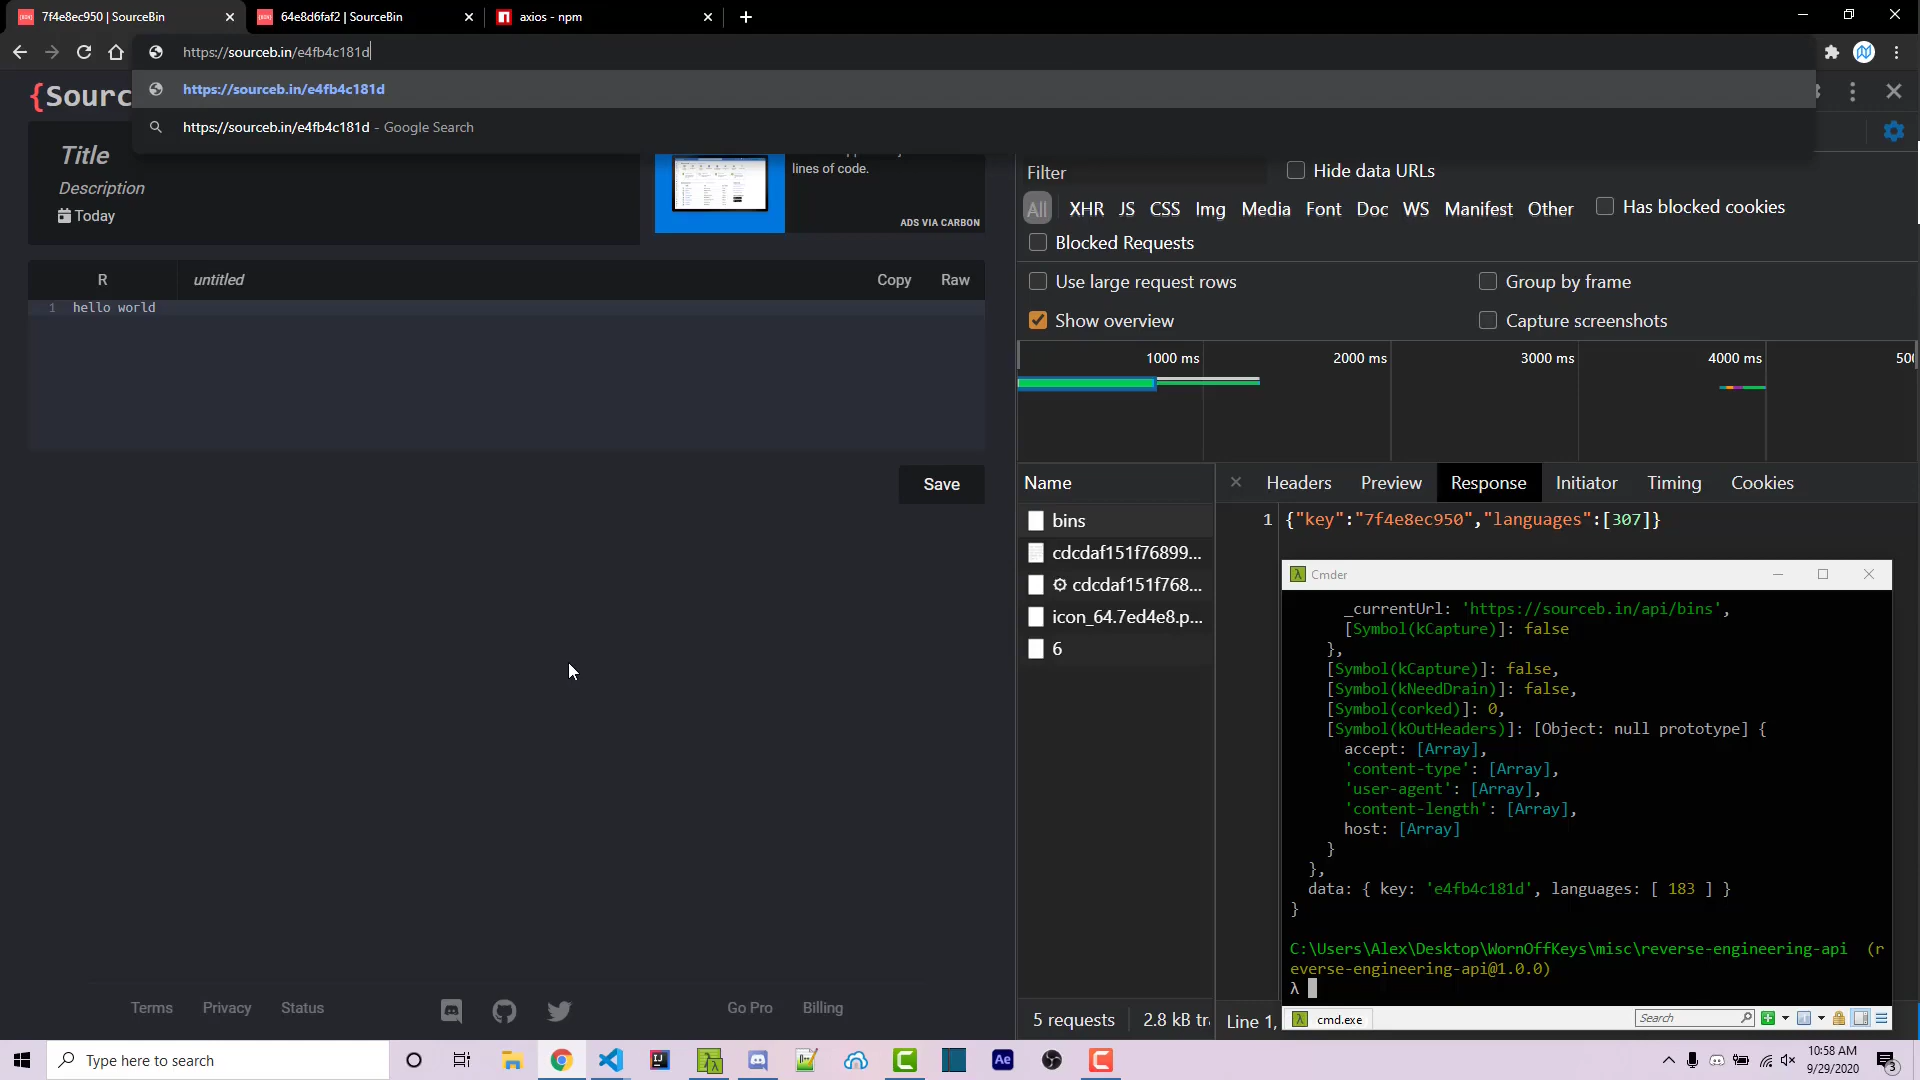 7f4e8ec950 | SourceBin
64e8d6faf2 | SourceBin
axios - npm
https://sourceb.in/e4fb4c181d
https://sourceb.in/e4fb4c181d
https://sourceb.in/e4fb4c181d - Google Search
{Sourc
Title
Description
Today
lines of code.
ADS VIA CARBON
R
untitled
Copy
Raw
1 hello world
Save
Terms
Privacy
Status
Go Pro
Billing
Filter
Hide data URLs
All
XHR
JS
CSS
Img
Media
Font
Doc
WS
Manifest
Other
Has blocked cookies
Blocked Requests
Use large request rows
Group by frame
Show overview
Capture screenshots
1000 ms
2000 ms
3000 ms
4000 ms
Name
Headers
Preview
Response
Initiator
Timing
Cookies
bins
cdcdaf151f76899...
cdcdaf151f768...
icon_64.7ed4e8.p...
6
1 {"key":"7f4e8ec950","languages":[307]}
5 requests
2.8 kB tr
Line 1,
Cmder
_currentUrl: 'https://sourceb.in/api/bins',
[Symbol(kCapture)]: false
},
[Symbol(kCapture)]: false,
[Symbol(kNeedDrain)]: false,
[Symbol(corked)]: 0,
[Symbol(kOutHeaders)]: [Object: null prototype] {
accept: [Array],
'content-type': [Array],
'user-agent': [Array],
'content-length': [Array],
host: [Array]
}
},
data: { key: 'e4fb4c181d', languages: [ 183 ] }
}
C:\Users\Alex\Desktop\WornOffKeys\misc\reverse-engineering-api (r
everse-engineering-api@1.0.0)
λ
cmd.exe
Search
Type here to search
Ae
10:58 AM
9/29/2020
3